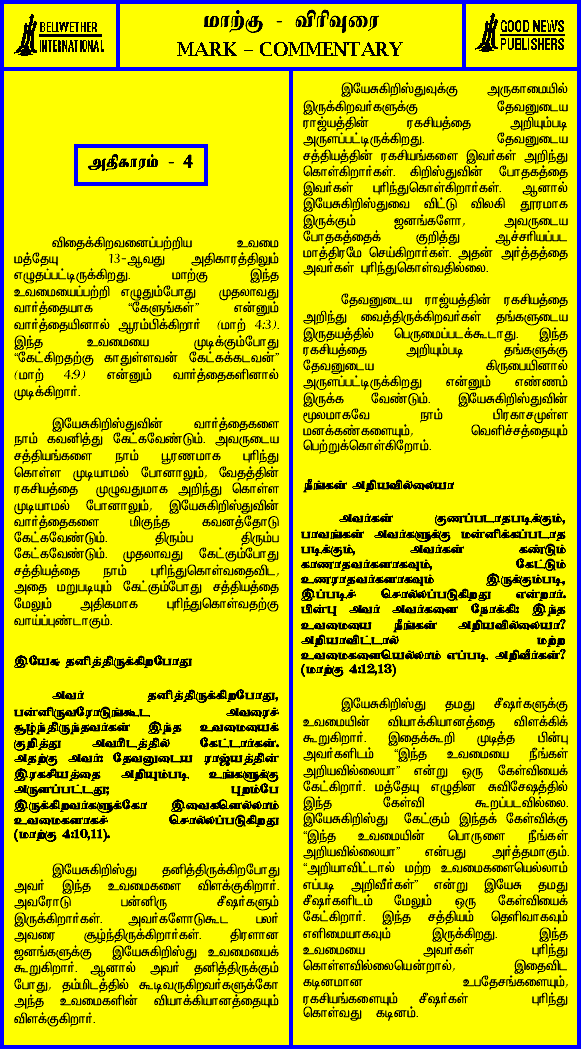 BELLWETHER
INTERNATIONAL
மாற்கு - விரிவுரை
MARK – COMMENTARY
GOOD NEWS
PUBLISHERS
அதிகாரம் - 4
விதைக்கிறவனைப்பற்றிய உவமை
மத்தேயு 13-ஆவது அதிகாரத்திலும்
எழுதப்பட்டிருக்கிறது. மாற்கு இந்த
உவமையைப்பற்றி எழுதும்போது முதலாவது
வார்த்தையாக “கேளுங்கள்” என்னும்
வார்த்தையினால் ஆரம்பிக்கிறார் (மாற் 4:3).
இந்த உவமையை முடிக்கும்போது
“கேட்கிறதற்கு காதுள்ளவன் கேட்கக்கடவன்”
(மாற் 4:9) என்னும் வார்த்தைகளினால்
முடிக்கிறார்.
இயேசுகிறிஸ்துவின் வார்த்தைகளை
நாம் கவனித்து கேட்கவேண்டும். அவருடைய
சத்தியங்களை நாம் பூரணமாக புரிந்து
கொள்ள முடியாமல் போனாலும், வேதத்தின்
ரகசியத்தை முழுவதுமாக அறிந்து கொள்ள
முடியாமல் போனாலும், இயேசுகிறிஸ்துவின்
வார்த்தைகளை மிகுந்த கவனத்தோடு
கேட்கவேண்டும். திரும்ப திரும்ப
கேட்கவேண்டும். முதலாவது கேட்கும்போது
சத்தியத்தை நாம் புரிந்துகொள்வதைவிட,
அதை மறுபடியும் கேட்கும்போது சத்தியத்தை
மேலும் அதிகமாக புரிந்துகொள்வதற்கு
வாய்ப்புண்டாகும்.
இயேசு தனித்திருக்கிறபோது
அவர் தனித்திருக்கிறபோது,
பன்னிருவரோடுங்கூட அவரைச்
சூழ்ந்திருந்தவர்கள் இந்த உவமையைக்
குறித்து அவரிடத்தில் கேட்டார்கள்.
அதற்கு அவர்: தேவனுடைய ராஜ்யத்தின்
இரகசியத்தை அறியும்படி உங்களுக்கு
அருளப்பட்டது; புறம்பே
இருக்கிறவர்களுக்கோ இவைகளெல்லாம்
உவமைகளாகச் சொல்லப்படுகிறது
(மாற்கு 4:10,11).
இயேசுகிறிஸ்து தனித்திருக்கிறபோது
அவர் இந்த உவமைகளை விளக்குகிறார்.
அவரோடு பன்னிரு சீஷர்களும்
இருக்கிறார்கள். அவர்களோடுகூட பலர்
அவரை சூழ்ந்திருக்கிறார்கள். திரளான
ஜனங்களுக்கு இயேசுகிறிஸ்து உவமையைக்
கூறுகிறார். ஆனால் அவர் தனித்திருக்கும்
போது, தம்மிடத்தில் கூடிவருகிறவர்களுக்கோ
அந்த உவமைகளின் வியாக்கியானத்தையும்
விளக்குகிறார்.
இயேசுகிறிஸ்துவுக்கு அருகாமையில்
இருக்கிறவர்களுக்கு தேவனுடைய
ராஜ்யத்தின் ரகசியத்தை அறியும்படி
அருளப்பட்டிருக்கிறது. தேவனுடைய
சத்தியத்தின் ரகசியங்களை இவர்கள் அறிந்து
கொள்கிறார்கள். கிறிஸ்துவின் போதகத்தை
இவர்கள் புரிந்துகொள்கிறார்கள். ஆனால்
இயேசுகிறிஸ்துவை விட்டு விலகி தூரமாக
இருக்கும் ஜனங்களோ, அவருடைய
போதகத்தைக் குறித்து ஆச்சரியப்பட
மாத்திரமே செய்கிறார்கள். அதன் அர்த்தத்தை
அவர்கள் புரிந்துகொள்வதில்லை.
தேவனுடைய ராஜ்யத்தின் ரகசியத்தை
அறிந்து வைத்திருக்கிறவர்கள் தங்களுடைய
இருதயத்தில் பெருமைப்படக்கூடாது. இந்த
ரகசியத்தை அறியும்படி தங்களுக்கு
தேவனுடைய கிருபையினால்
அருளப்பட்டிருக்கிறது என்னும் எண்ணம்
இருக்க வேண்டும். இயேசுகிறிஸ்துவின்
மூலமாகவே நாம் பிரகாசமுள்ள
மனக்கண்களையும், வெளிச்சத்தையும்
பெற்றுக்கொள்கிறோம்.
நீங்கள் அறியவில்லையா
அவர்கள் குணப்படாதபடிக்கும்,
பாவங்கள் அவர்களுக்கு மன்னிக்கப்படாத
படிக்கும், அவர்கள் கண்டும்
காணாதவர்களாகவும், கேட்டும்
உணராதவர்களாகவும் இருக்கும்படி,
இப்படிச் சொல்லப்படுகிறது என்றார்.
பின்பு அவர் அவர்களை நோக்கி: இந்த
உவமையை நீங்கள் அறியவில்லையா?
அறியாவிட்டால் மற்ற
உவமைகளையெல்லாம் எப்படி அறிவீர்கள்?
(மாற்கு 4:12,13)
இயேசுகிறிஸ்து தமது சீஷர்களுக்கு
உவமையின் வியாக்கியானத்தை விளக்கிக்
கூறுகிறார். இதைக்கூறி முடித்த பின்பு
அவர்களிடம் “இந்த உவமையை நீங்கள்
அறியவில்லையா” என்று ஒரு கேள்வியைக்
கேட்கிறார். மத்தேயு எழுதின சுவிசேஷத்தில்
இந்த கேள்வி கூறப்படவில்லை.
இயேசுகிறிஸ்து கேட்கும் இந்தக் கேள்விக்கு
“இந்த உவமையின் பொருளை நீங்கள்
அறியவில்லையா” என்பது அர்த்தமாகும்.
“அறியாவிட்டால் மற்ற உவமைகளையெல்லாம்
எப்படி அறிவீர்கள்” என்று இயேசு தமது
சீஷர்களிடம் மேலும் ஒரு கேள்வியைக்
கேட்கிறார். இந்த சத்தியம் தெளிவாகவும்
எளிமையாகவும் இருக்கிறது. இந்த
உவமையை அவர்கள் புரிந்து
கொள்ளவில்லையென்றால், இதைவிட
கடினமான உபதேசங்களையும்,
ரகசியங்களையும் சீஷர்கள் புரிந்து
கொள்வது கடினம்.